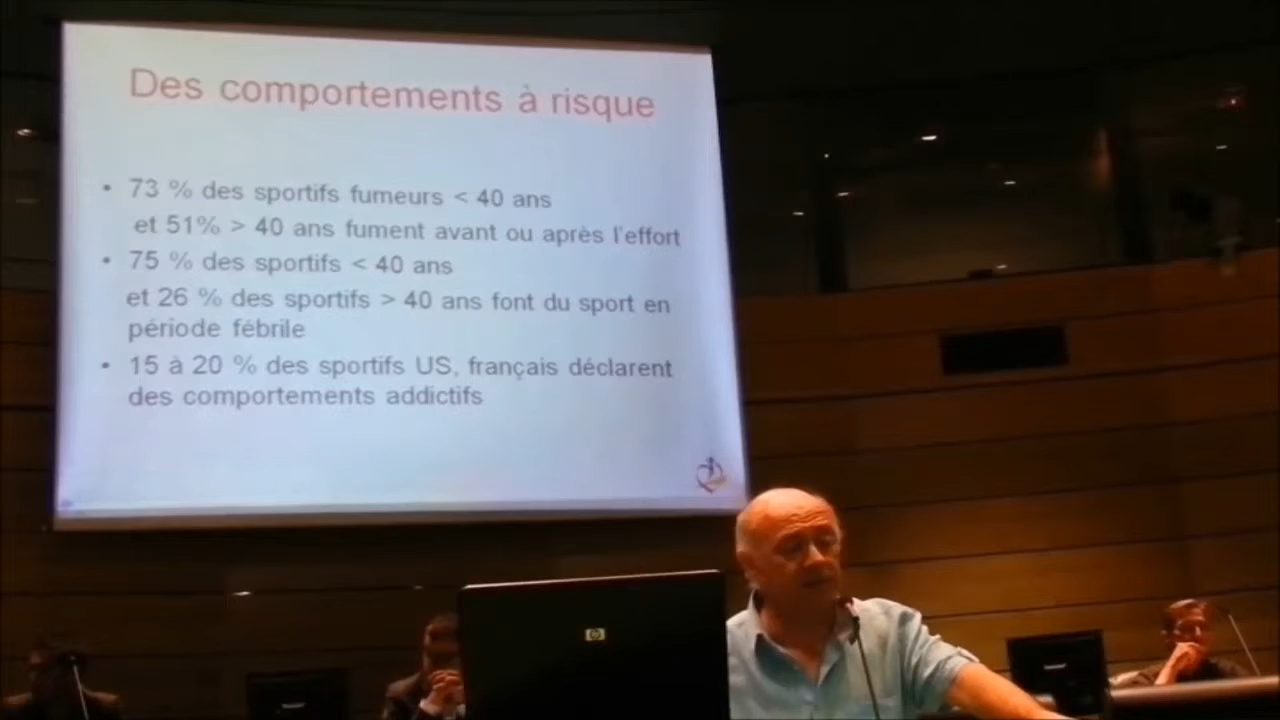 Des comportements à risque
• 73 % des sportifs fumeurs < 40 ans
et 51% > 40 ans fument avant ou après l'effort
• 75 % des sportifs < 40 ans
et 26 % des sportifs > 40 ans font du sport en
période fébrile
• 15 à 20 % des sportifs US, français déclarent
des comportements addictifs
hp